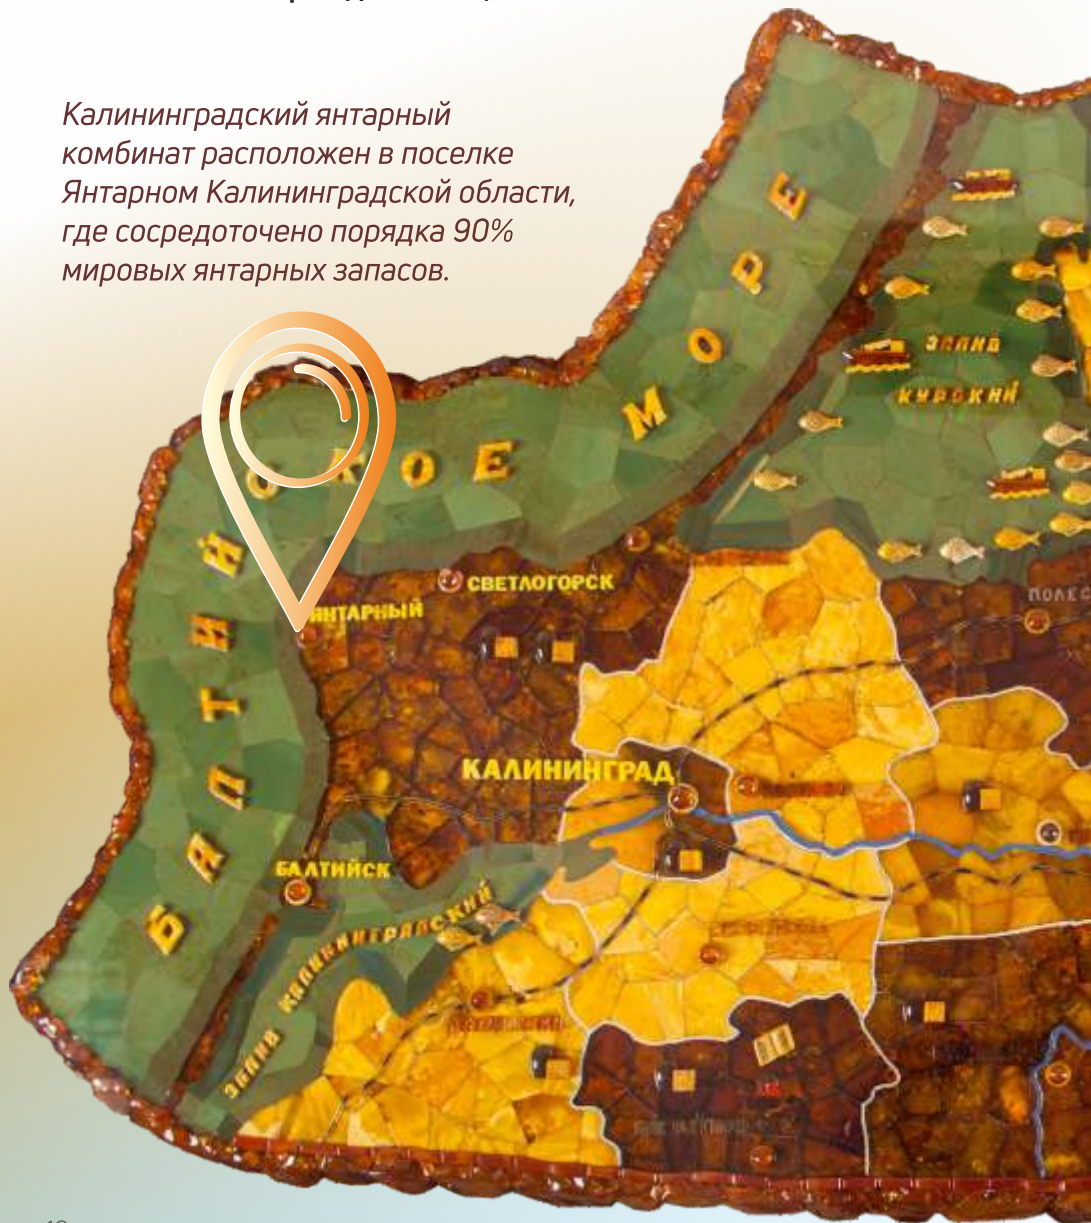 Калининградский янтарный
комбинат расположен в поселке
Янтарном Калининградской области,
где сосредоточено порядка 90%
мировых янтарных запасов.
БАЛТИЙСКОЕ МОРЕ
ЗАЛИВ
КУРСКИЙ
СВЕТЛОГОРСК
ЯНТАРНЫЙ
КАЛИНИНГРАД
БАЛТИЙСК
ЗАЛИВ КАЛИНИНГРАДСКИЙ